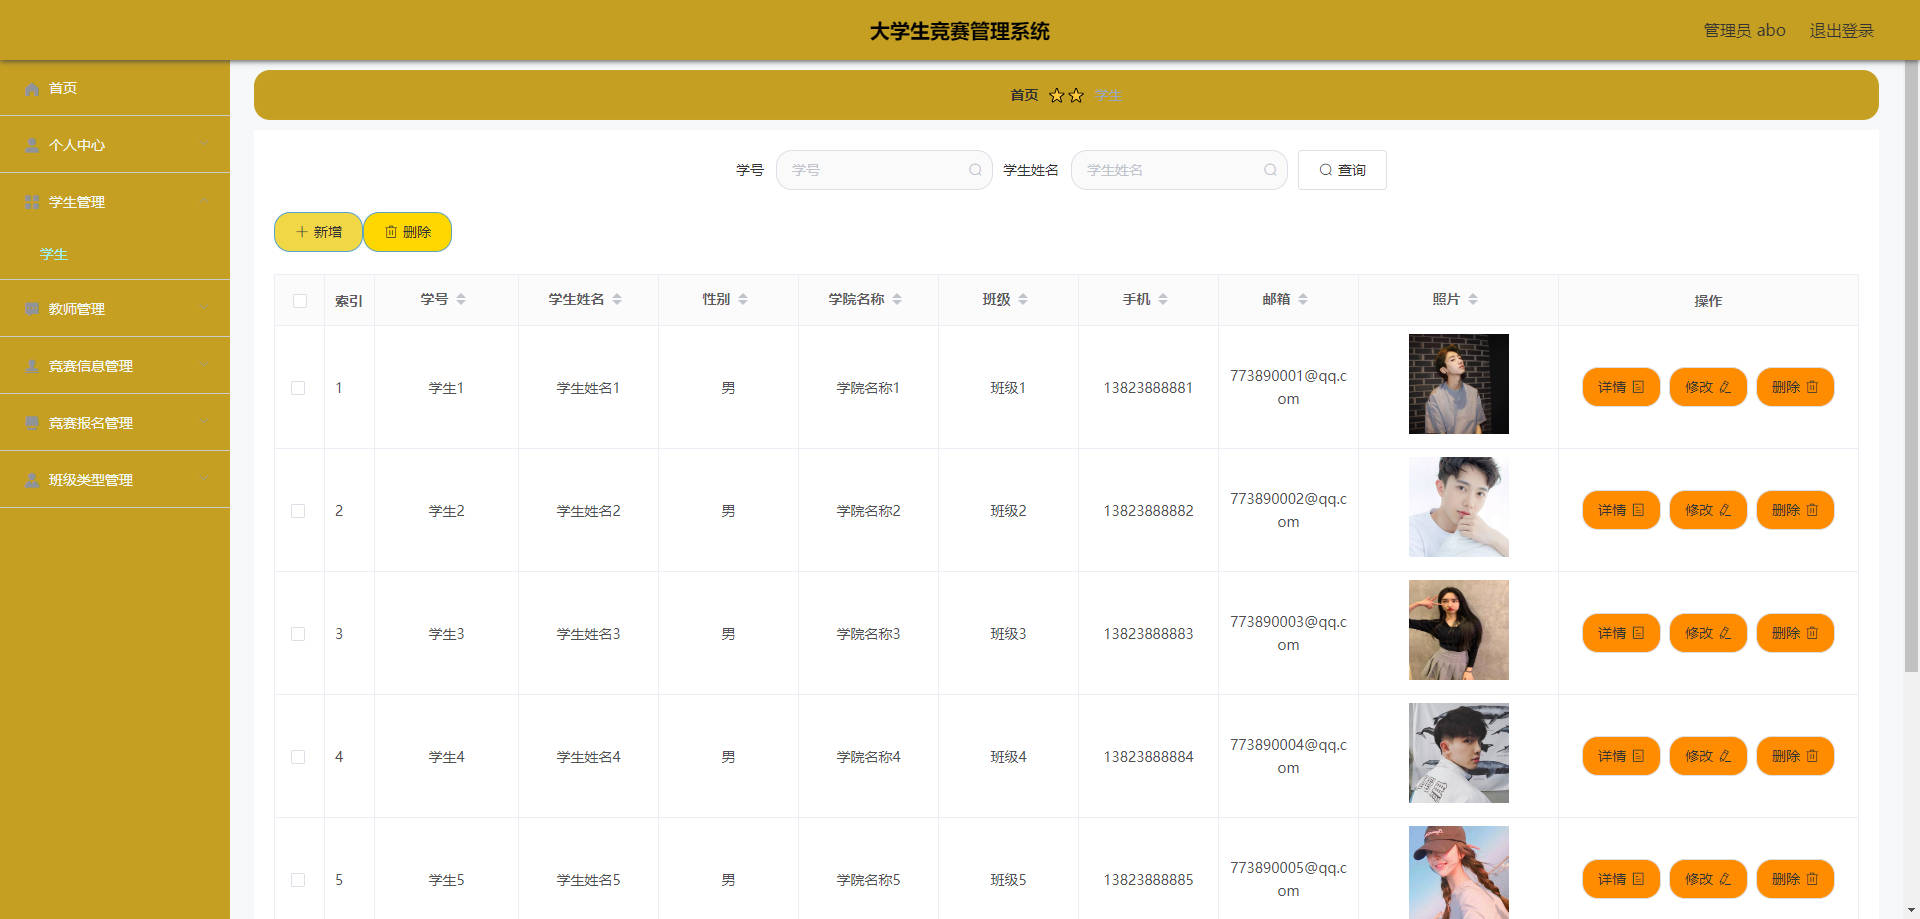 大学生竞赛管理系统
管理员 abo 退出登录
首页
个人中心
学生管理
学生
教师管理
竞赛信息管理
竞赛报名管理
班级类型管理
首页 学生
学号 学号 学生姓名 学生姓名 查询
新增 删除
索引 学号 学生姓名 性别 学院名称 班级 手机 邮箱 照片 操作
1 学生1 学生姓名1 男 学院名称1 班级1 13823888881 773890001@qq.c
om
详情 修改 删除
2 学生2 学生姓名2 男 学院名称2 班级2 13823888882 773890002@qq.c
om
详情 修改 删除
3 学生3 学生姓名3 男 学院名称3 班级3 13823888883 773890003@qq.c
om
详情 修改 删除
4 学生4 学生姓名4 男 学院名称4 班级4 13823888884 773890004@qq.c
om
详情 修改 删除
5 学生5 学生姓名5 男 学院名称5 班级5 13823888885 773890005@qq.c
om
详情 修改 删除